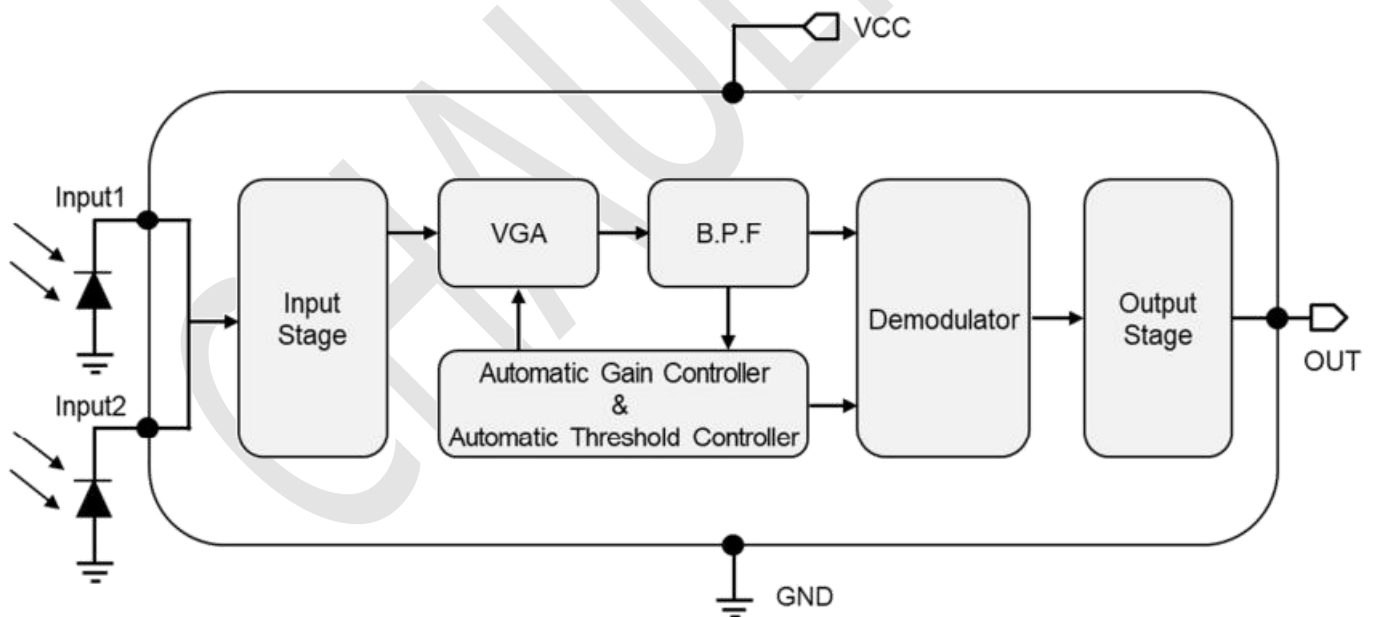 VCC
Input1
VGA
B.P.F
Input
Stage
Demodulator
Output
Stage
OUT
Automatic Gain Controller
&
Automatic Threshold Controller
Input2
GND